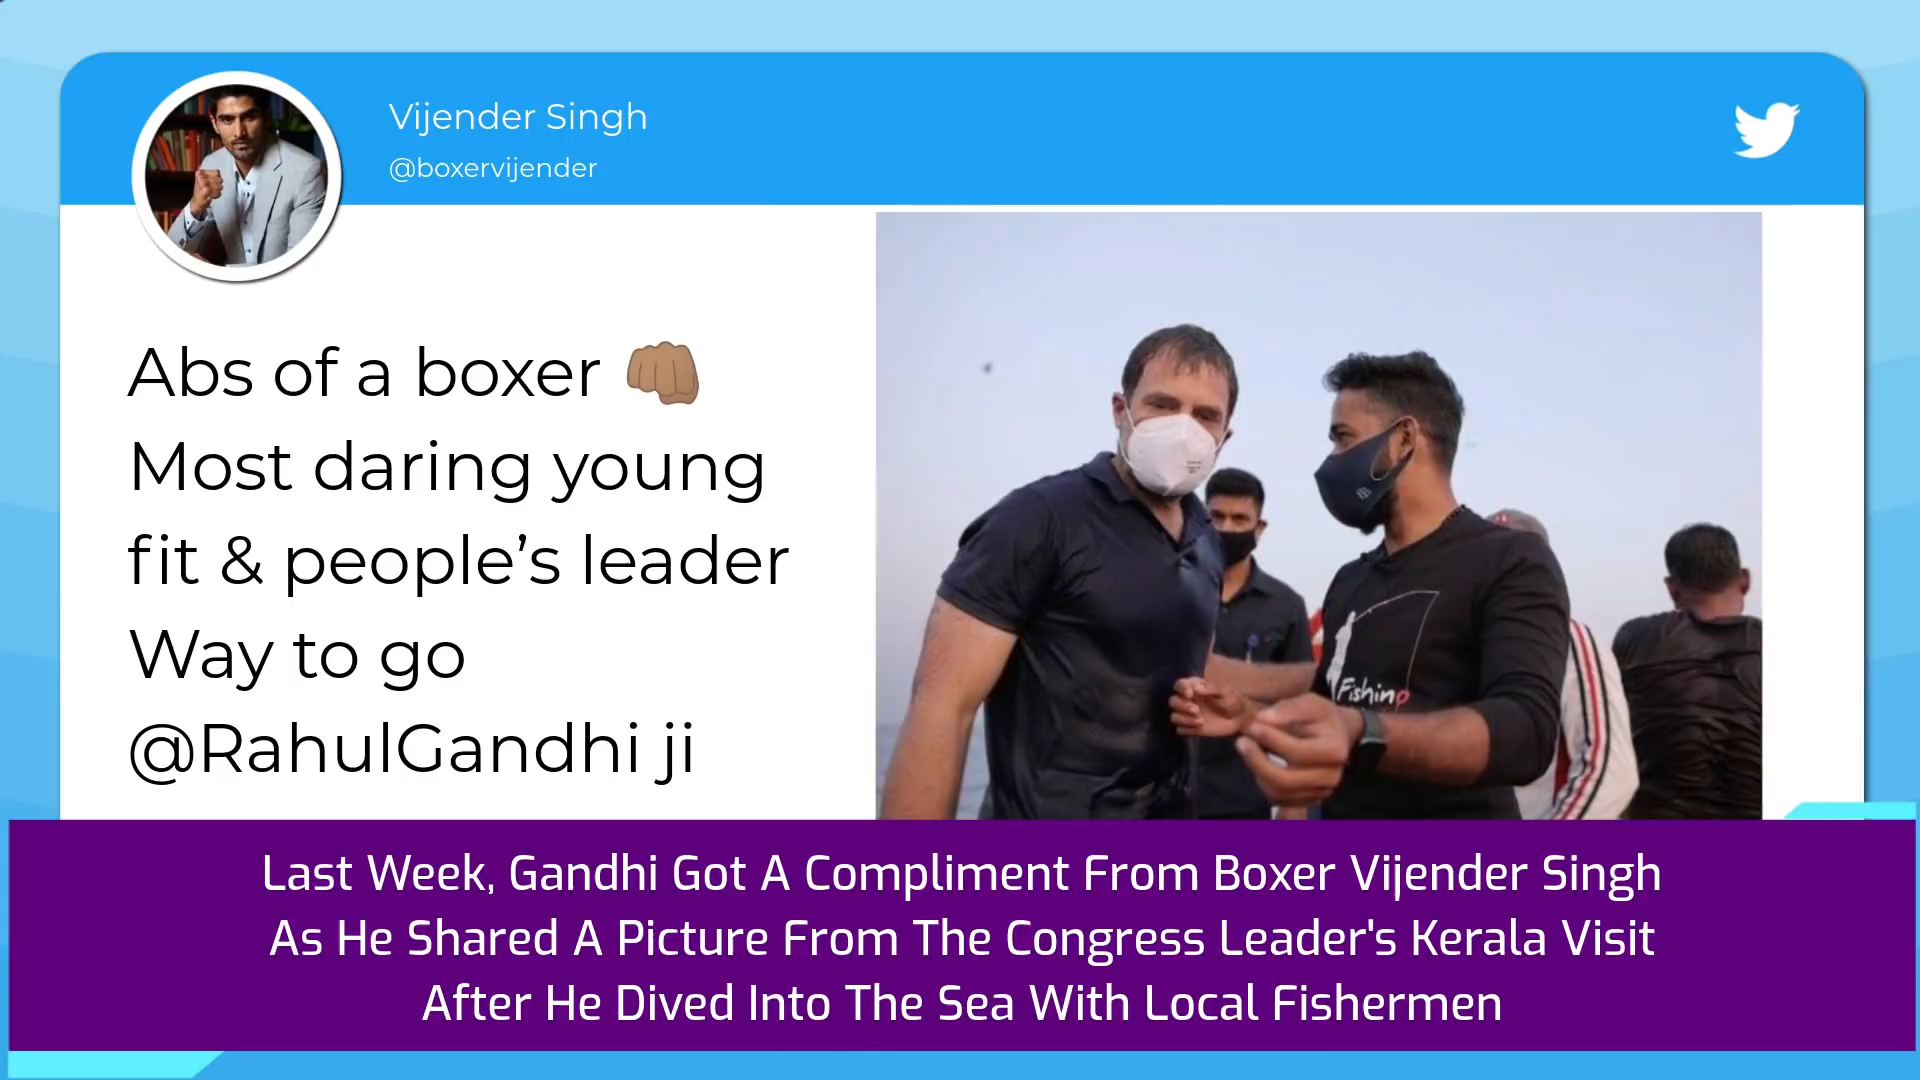 Vijender Singh
@boxervijender
Abs of a boxer 👊🏽
Most daring young
fit & people’s leader
Way to go
@RahulGandhi ji
Fishing
Last Week, Gandhi Got A Compliment From Boxer Vijender Singh
As He Shared A Picture From The Congress Leader's Kerala Visit
After He Dived Into The Sea With Local Fishermen